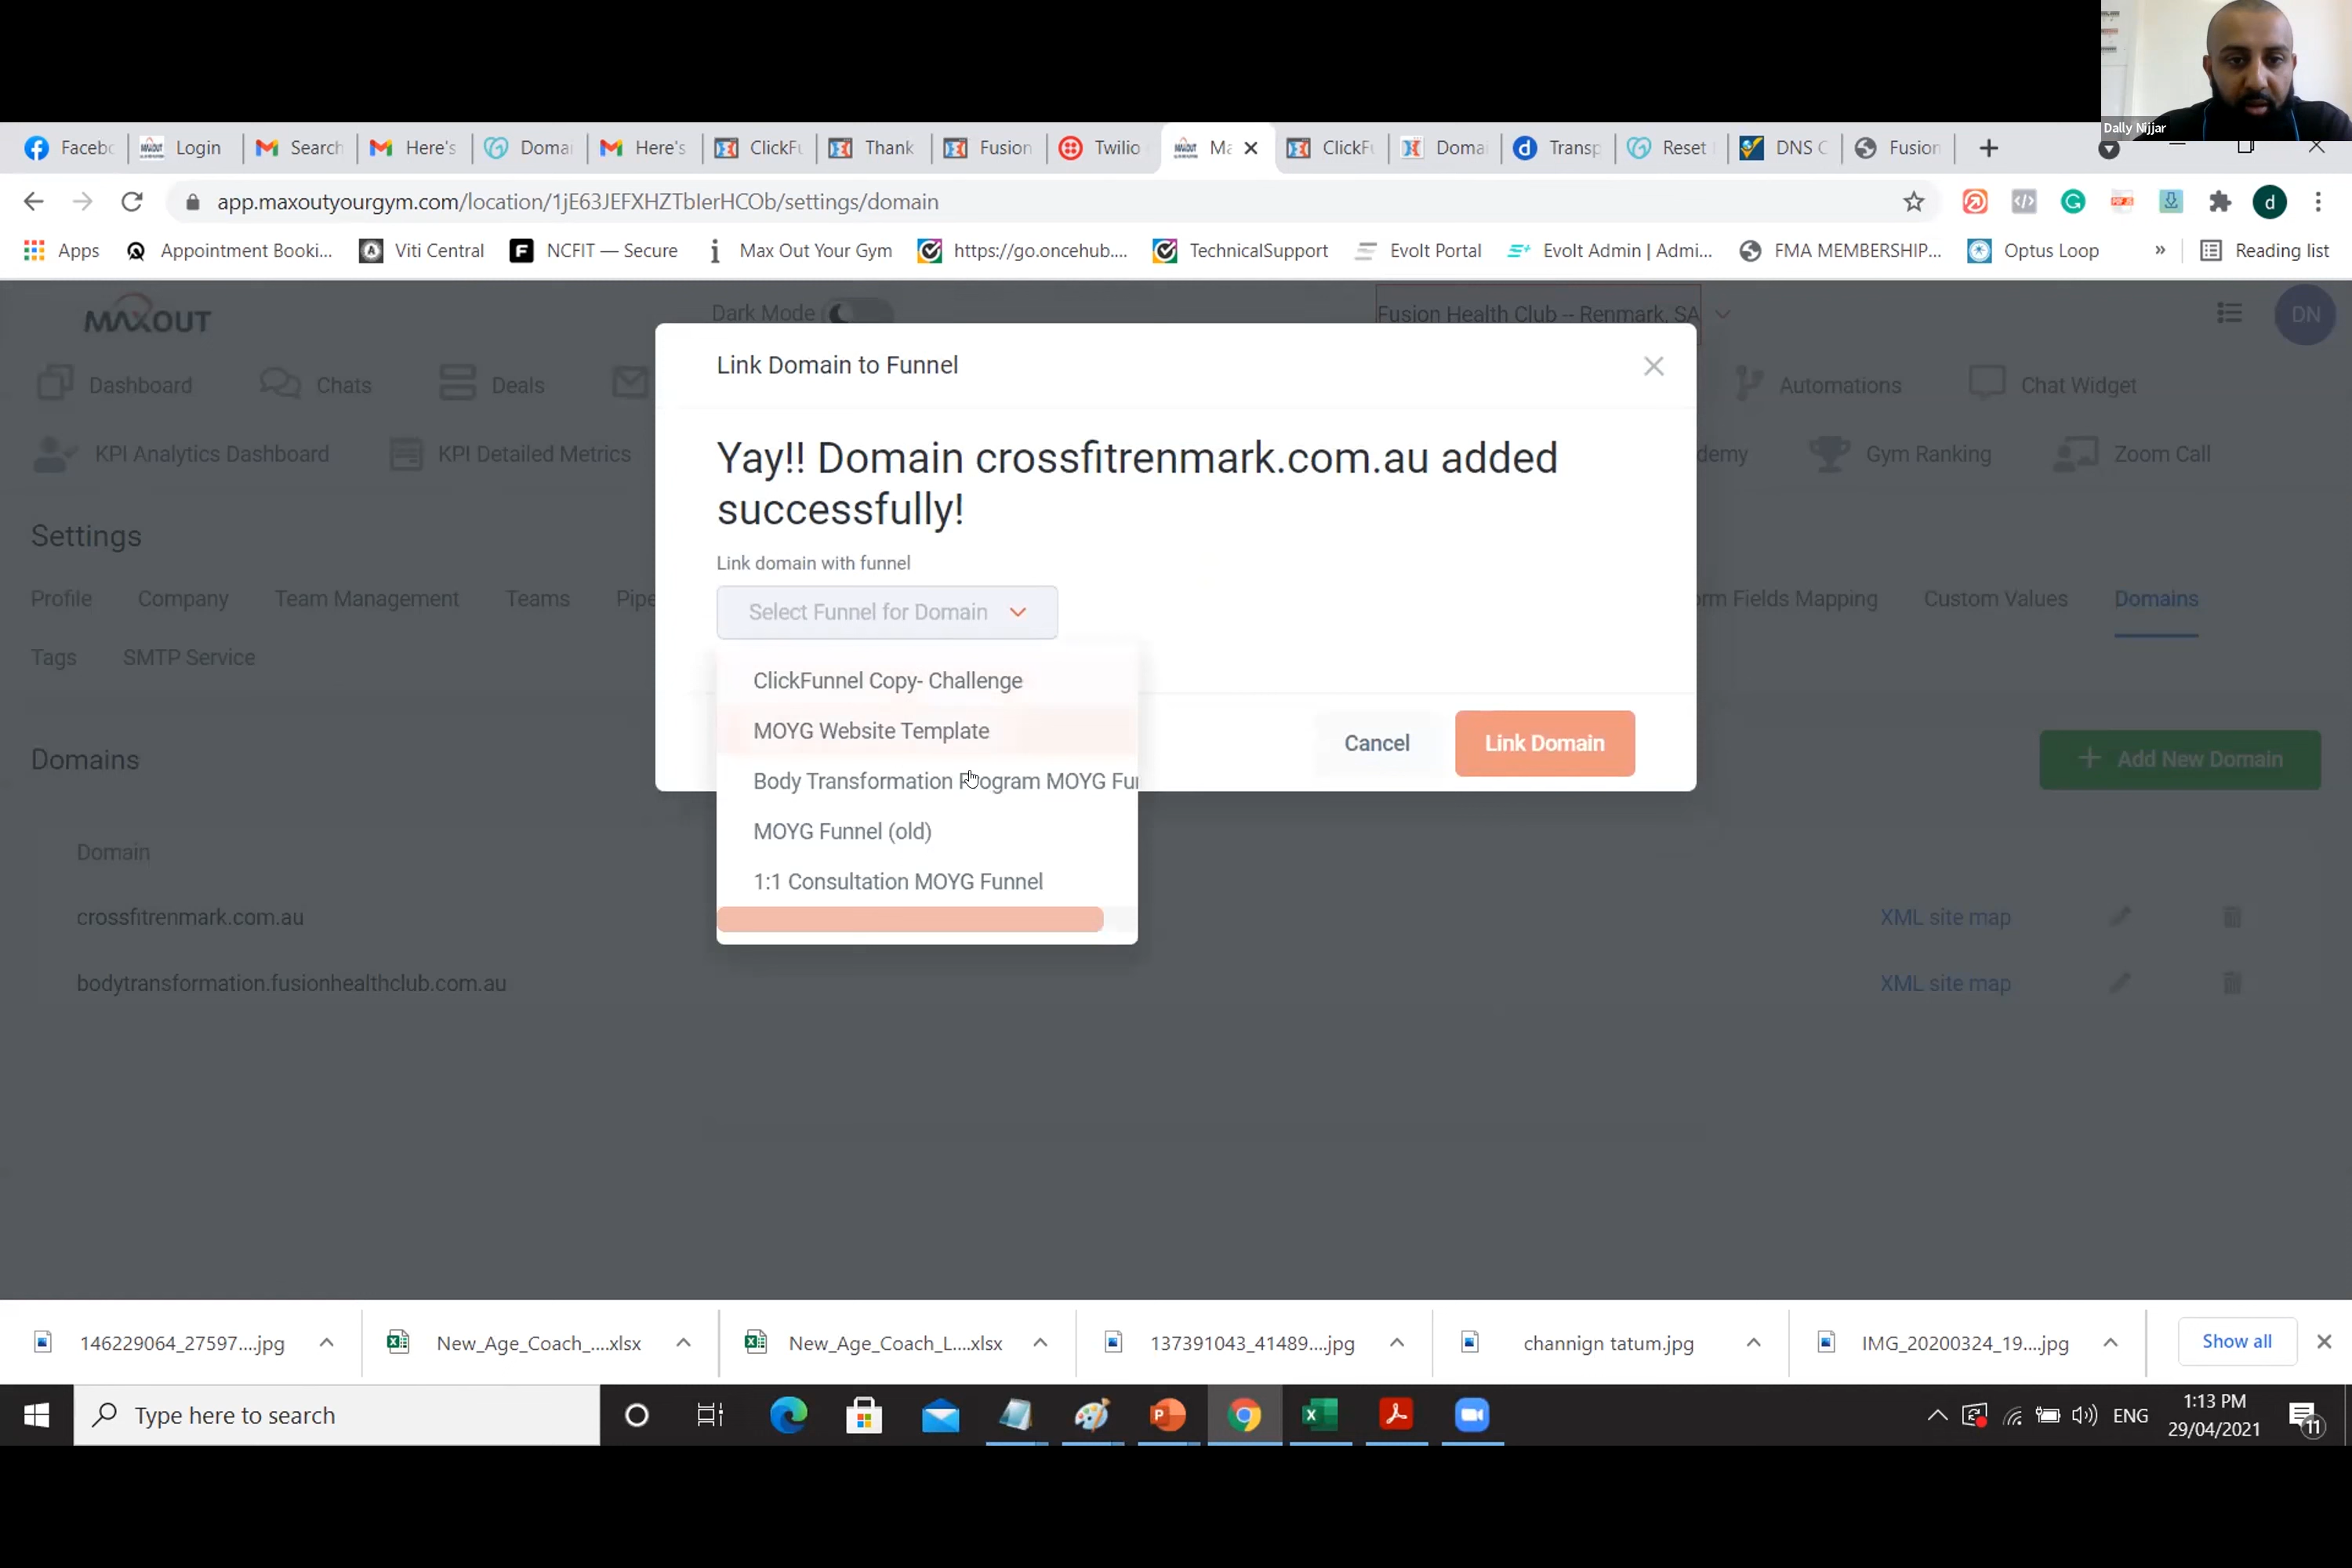 Dally Nijjar
Faceb
Login
Search
Here's
Domai
Here's
ClickFu
Thank
Fusion
Twilio
Ma
ClickFu
Domai
Transp
Reset
DNS C
Fusion
app.maxoutyourgym.com/location/1jE63JEFXHZTbIerHCOb/settings/domain
d
Apps
Appointment Booki...
Viti Central
NCFIT — Secure
Max Out Your Gym
https://go.oncehub....
TechnicalSupport
Evolt Portal
Evolt Admin | Admi...
FMA MEMBERSHIP...
Optus Loop
»
Reading list
MAXOUT
Dark Mode
Fusion Health Club -- Renmark, SA
DN
Dashboard
Chats
Deals
Automations
Chat Widget
KPI Analytics Dashboard
KPI Detailed Metrics
demy
Gym Ranking
Zoom Call
Link Domain to Funnel
Yay!! Domain crossfitrenmark.com.au added
successfully!
Link domain with funnel
Select Funnel for Domain
ClickFunnel Copy- Challenge
MOYG Website Template
Body Transformation Program MOYG Fu
MOYG Funnel (old)
1:1 Consultation MOYG Funnel
Cancel
Link Domain
Settings
Profile
Company
Team Management
Teams
Pipe
rm Fields Mapping
Custom Values
Domains
Tags
SMTP Service
Domains
+ Add New Domain
Domain
crossfitrenmark.com.au
XML site map
bodytransformation.fusionhealthclub.com.au
XML site map
146229064_27597....jpg
New_Age_Coach_....xlsx
New_Age_Coach_L....xlsx
137391043_41489....jpg
channign tatum.jpg
IMG_20200324_19....jpg
Show all
Type here to search
ENG
1:13 PM
29/04/2021
11